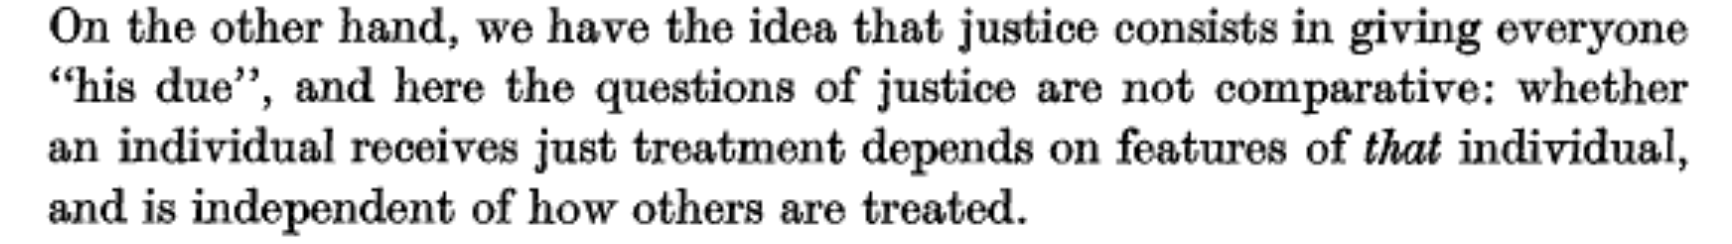 On the other hand, we have the idea that justice consists in giving everyone
“his due”, and here the questions of justice are not comparative: whether
an individual receives just treatment depends on features of that individual,
and is independent of how others are treated.